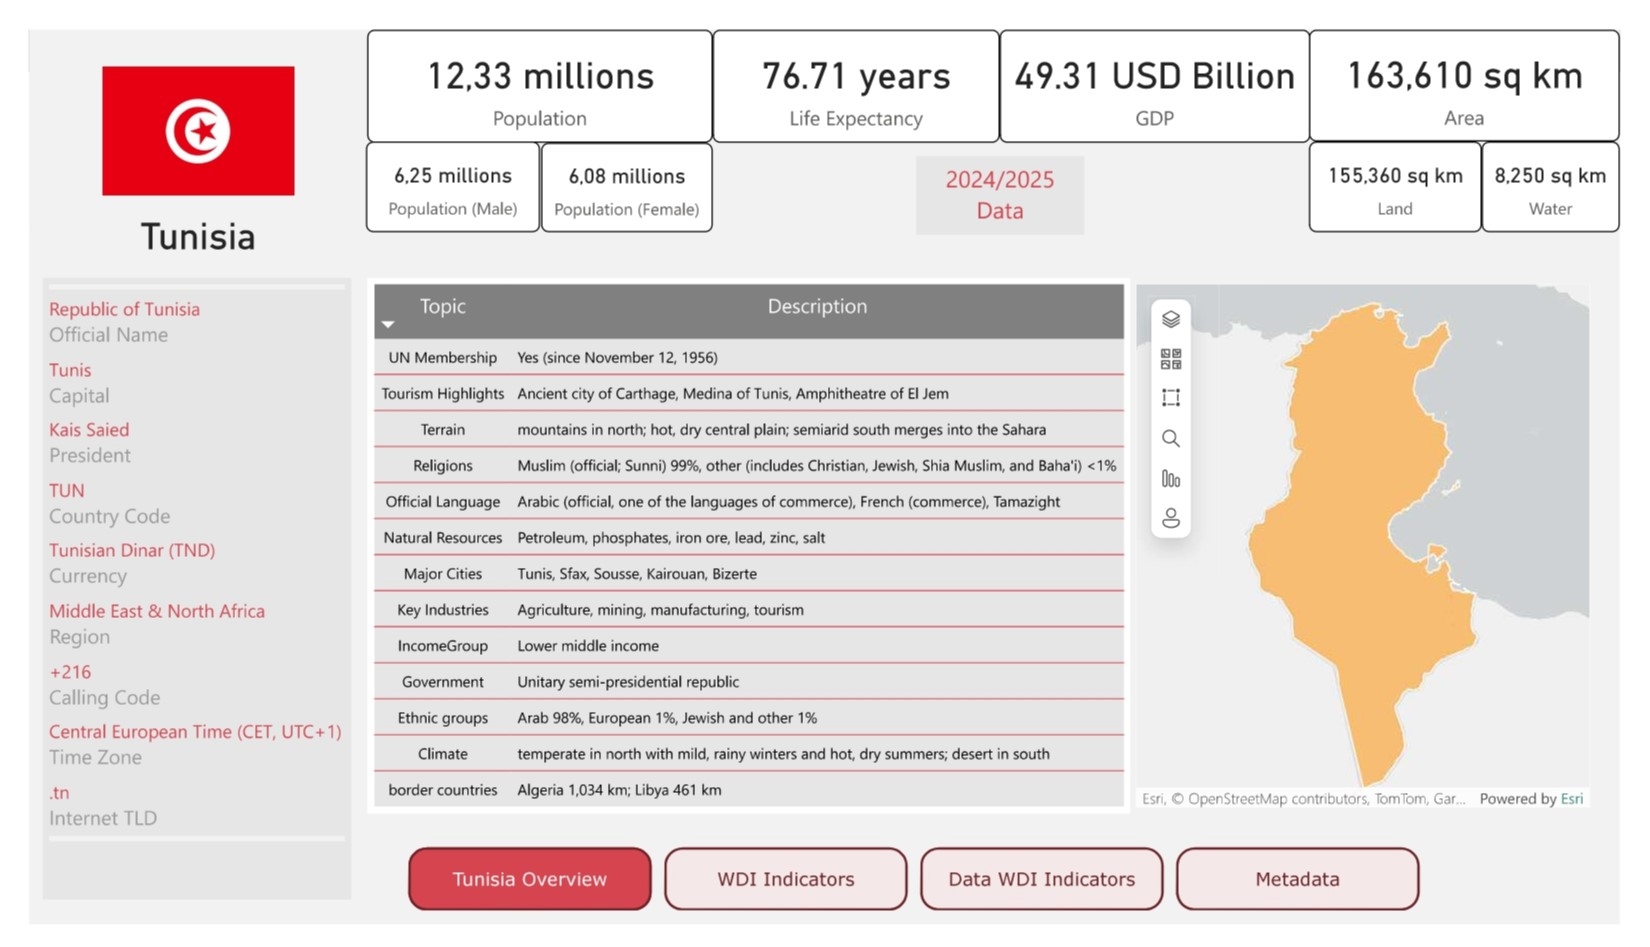 12,33 millions
Population
76.71 years
Life Expectancy
49.31 USD Billion
GDP
163,610 sq km
Area
6,25 millions
Population (Male)
6,08 millions
Population (Female)
2024/2025
Data
155,360 sq km
Land
8,250 sq km
Water
Tunisia
Republic of Tunisia
Official Name
Tunis
Capital
Kais Saied
President
TUN
Country Code
Tunisian Dinar (TND)
Currency
Middle East & North Africa
Region
+216
Calling Code
Central European Time (CET, UTC+1)
Time Zone
.tn
Internet TLD
Topic Description
UN Membership Yes (since November 12, 1956)
Tourism Highlights Ancient city of Carthage, Medina of Tunis, Amphitheatre of El Jem
Terrain mountains in north; hot, dry central plain; semiarid south merges into the Sahara
Religions Muslim (official; Sunni) 99%, other (includes Christian, Jewish, Shia Muslim, and Baha'i) <1%
Official Language Arabic (official, one of the languages of commerce), French (commerce), Tamazight
Natural Resources Petroleum, phosphates, iron ore, lead, zinc, salt
Major Cities Tunis, Sfax, Sousse, Kairouan, Bizerte
Key Industries Agriculture, mining, manufacturing, tourism
IncomeGroup Lower middle income
Government Unitary semi-presidential republic
Ethnic groups Arab 98%, European 1%, Jewish and other 1%
Climate temperate in north with mild, rainy winters and hot, dry summers; desert in south
border countries Algeria 1,034 km; Libya 461 km
Esri, © OpenStreetMap contributors, TomTom, Gar... Powered by Esri
Tunisia Overview
WDI Indicators
Data WDI Indicators
Metadata